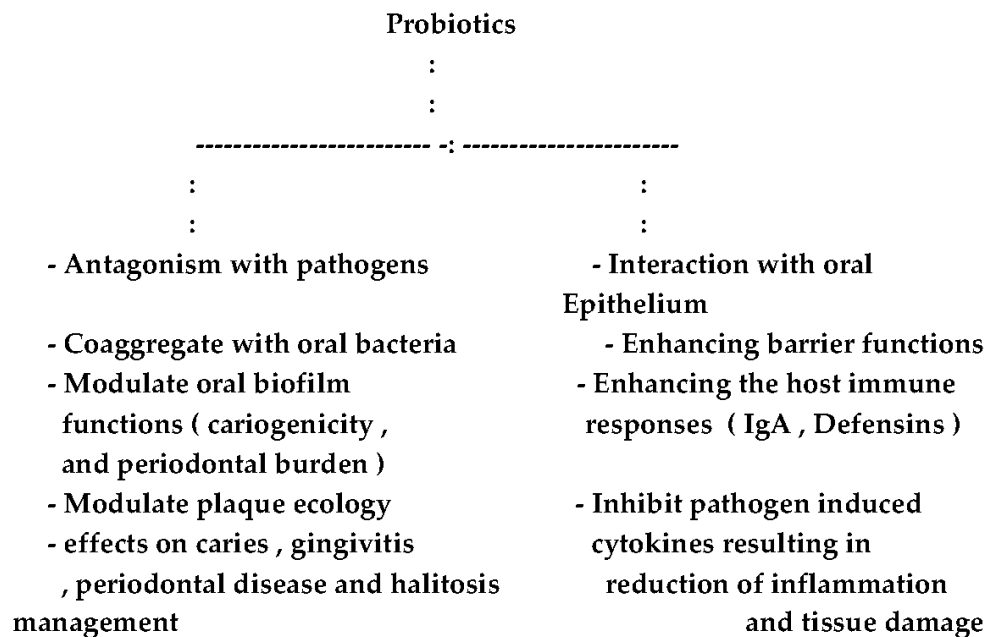 Probiotics
:
:
------------------------- -: -----------------------
: :
: :
- Antagonism with pathogens - Interaction with oral
Epithelium
- Coaggregate with oral bacteria - Enhancing barrier functions
- Modulate oral biofilm - Enhancing the host immune
functions ( cariogenicity , responses ( IgA , Defensins )
and periodontal burden )
- Modulate plaque ecology - Inhibit pathogen induced
- effects on caries , gingivitis cytokines resulting in
, periodontal disease and halitosis reduction of inflammation
management and tissue damage